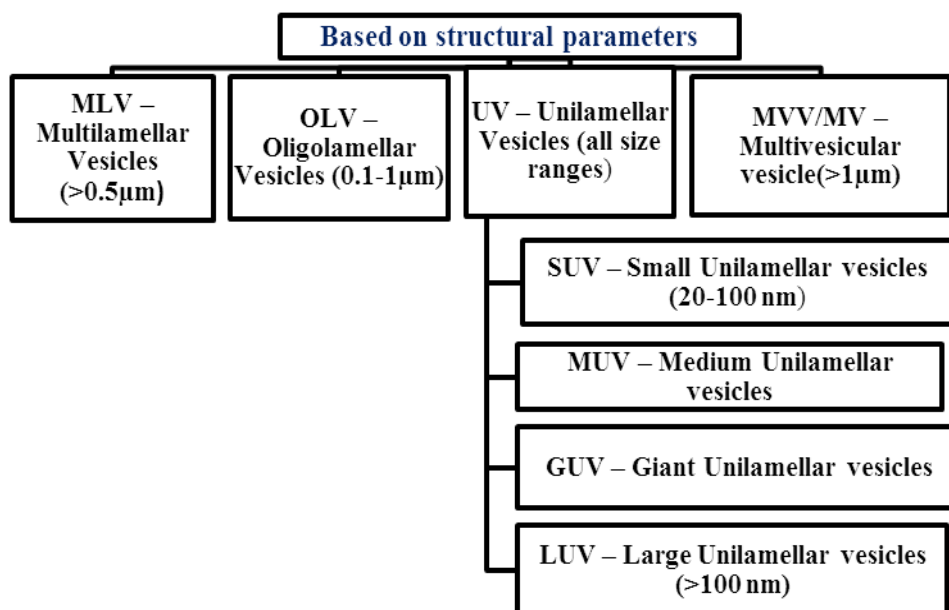 Based on structural parameters
MLV –
Multilamellar
Vesicles
(>0.5µm)
OLV –
Oligolamellar
Vesicles (0.1-1µm)
UV – Unilamellar
Vesicles (all size
ranges)
MVV/MV –
Multivesicular
vesicle(>1µm)
SUV – Small Unilamellar vesicles
(20-100 nm)
MUV – Medium Unilamellar
vesicles
GUV – Giant Unilamellar vesicles
LUV – Large Unilamellar vesicles
(>100 nm)